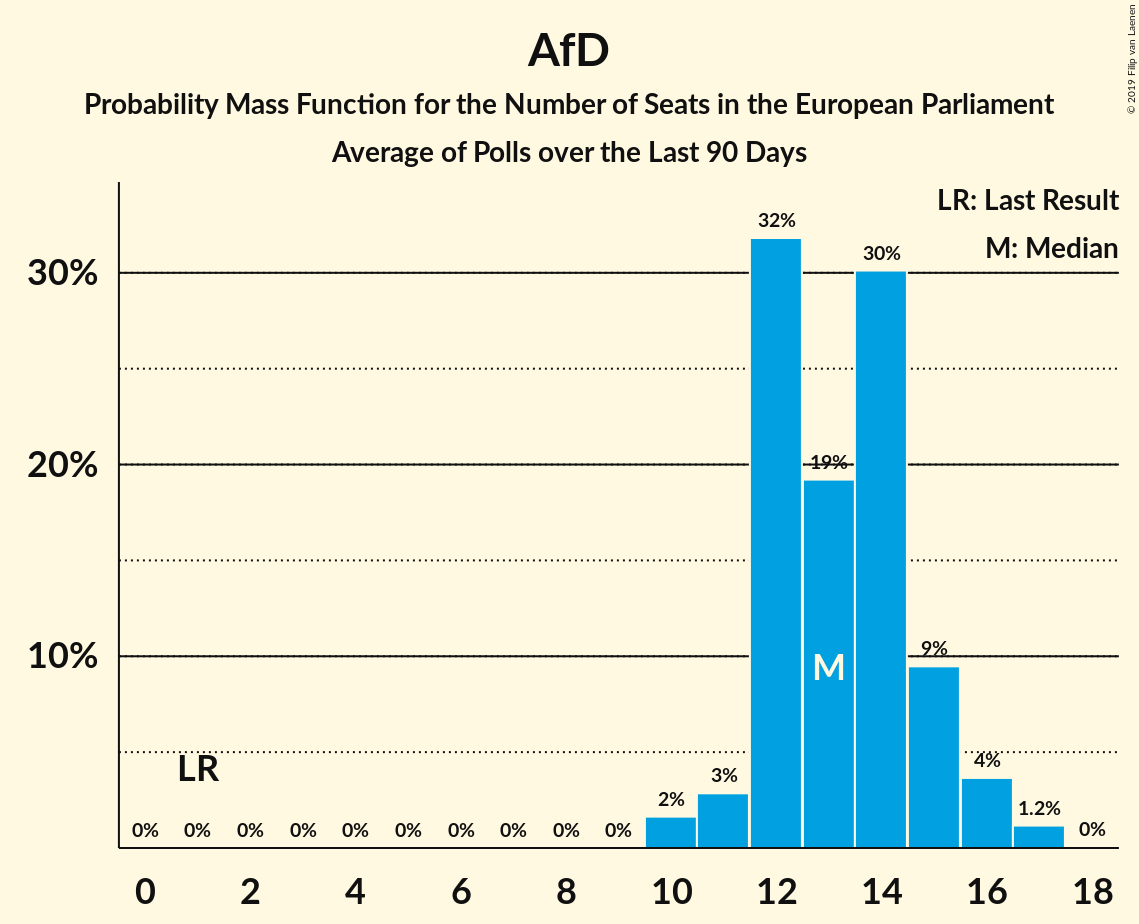 AfD
Probability Mass Function for the Number of Seats in the European Parliament
Average of Polls over the Last 90 Days
© 2019 Filip van Laenen
LR: Last Result
M: Median
30%
20%
10%
0%
0%
0%
0%
0%
0%
0%
0%
0%
0%
2%
3%
32%
19%
30%
9%
4%
1.2%
0%
LR
M
0 2 4 6 8 10 12 14 16 18